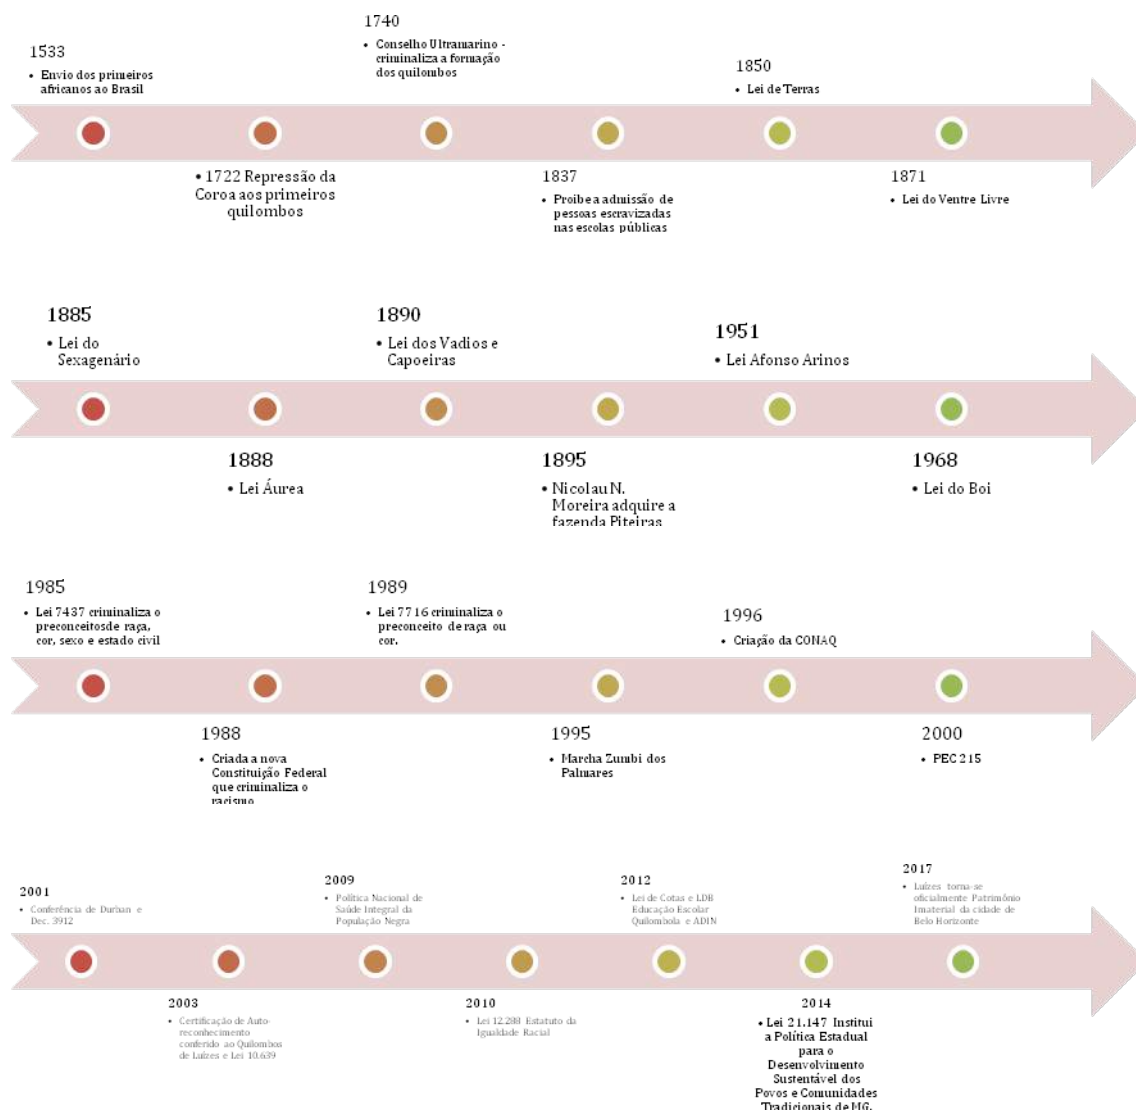 1533
• Envio dos primeiros
africanos ao Brasil
• 1722 Repressão da
Coroa aos primeiros
quilombos
1740
• Conselho Ultramarino -
criminaliza a formação
dos quilombos
1837
• Proíbe a admissão de
pessoas escravizadas
nas escolas públicas
1850
• Lei de Terras
1871
• Lei do Ventre Livre
1885
• Lei do
Sexagenário
1888
• Lei Áurea
1890
• Lei dos Vadios e
Capoeiras
1895
• Nicolau N.
Moreira adquire a
fazenda Piteiras
1951
• Lei Afonso Arinos
1968
• Lei do Boi
1985
• Lei 7437 criminaliza o
preconceitosde raça,
cor, sexo e estado civil
1988
• Criada a nova
Constituição Federal
que criminaliza o
racismo
1989
• Lei 7716 criminaliza o
preconceito de raça ou
cor.
1995
• Marcha Zumbi dos
Palmares
1996
• Criação da CONAQ
2000
• PEC 215
2001
• Conferência de Durban e
Dec. 3912
2003
• Certificação de Auto-
reconhecimento
conferido ao Quilombos
de Luízes e Lei 10.639
2009
• Política Nacional de
Saúde Integral da
População Negra
2010
• Lei 12.288 Estatuto da
Igualdade Racial
2012
• Lei de Cotas e LDB
Educação Escolar
Quilombola e ADIN
2014
• Lei 21.147 Institui
a Política Estadual
para o
Desenvolvimento
Sustentável dos
Povos e Comunidades
Tradicionais de MG.
2017
• Luízes torna-se
oficialmente Patrimônio
Imaterial da cidade de
Belo Horizonte